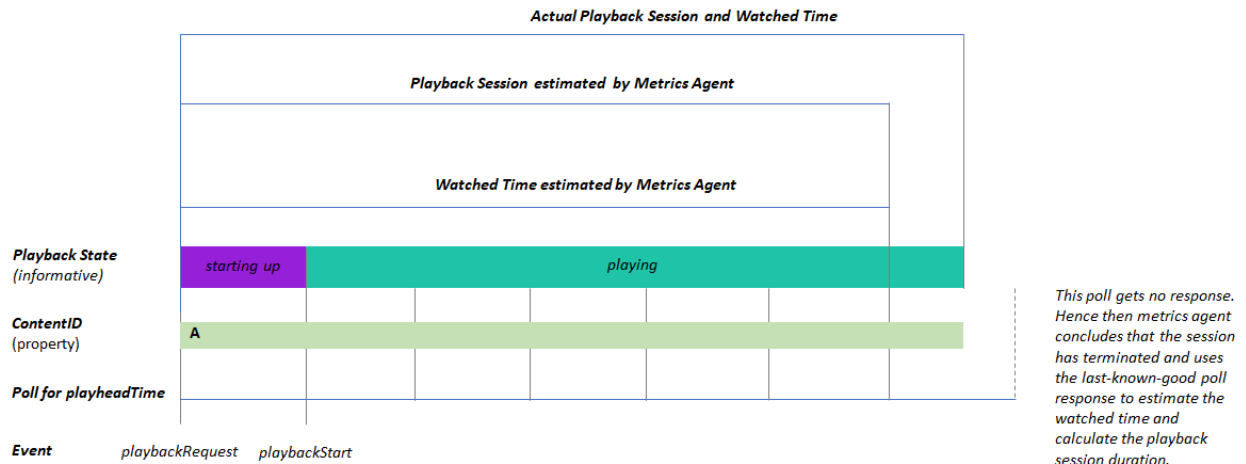 Actual Playback Session and Watched Time
Playback Session estimated by Metrics Agent
Watched Time estimated by Metrics Agent
Playback State
(informative)
starting up
playing
ContentID
(property)
A
Poll for playheadTime
Event
playbackRequest
playbackStart
This poll gets no response.
Hence then metrics agent
concludes that the session
has terminated and uses
the last-known-good poll
response to estimate the
watched time and
calculate the playback
session duration.